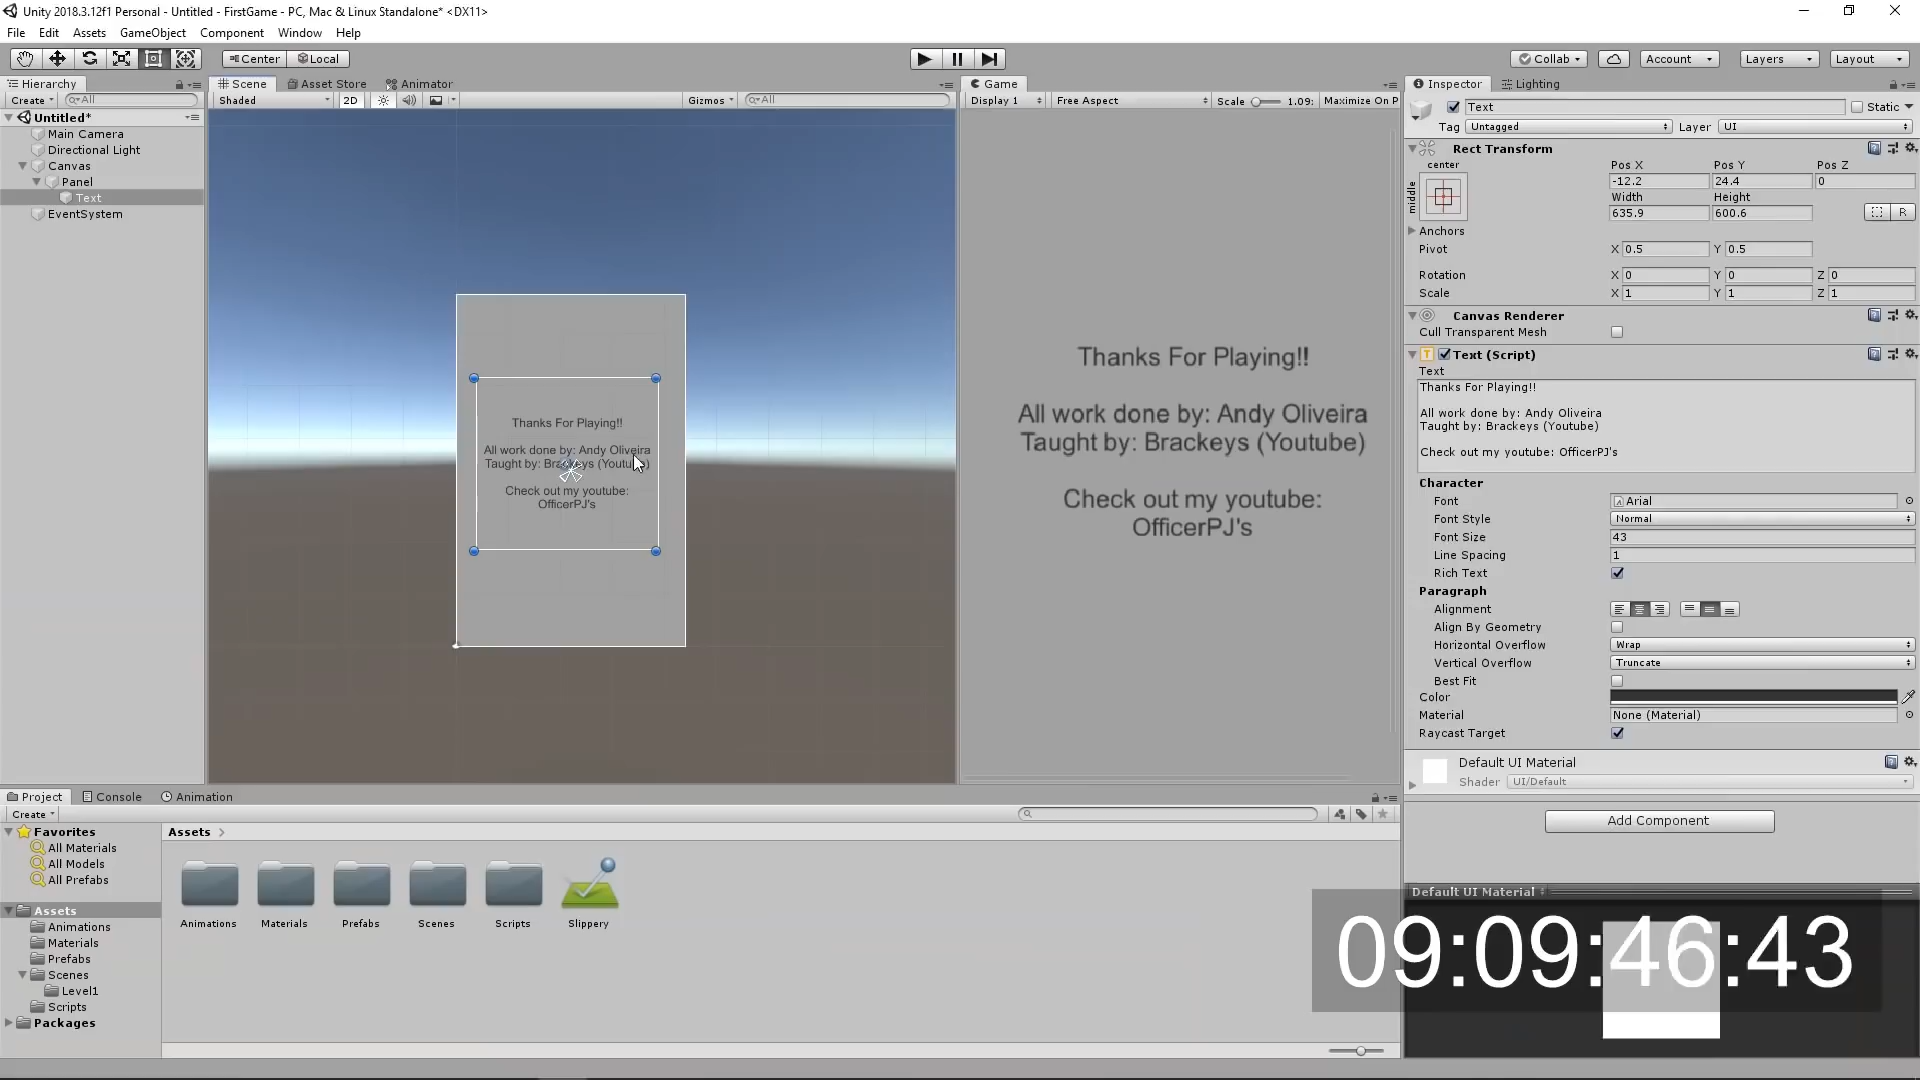 Unity 2018.3.12f1 Personal - Untitled - FirstGame - PC, Mac & Linux Standalone* <DX11>
File Edit Assets GameObject Component Window Help
Center Local Collab Account Layers Layout
Hierarchy
Create All
Untitled*
Main Camera
Directional Light
Canvas
Panel
Text
EventSystem
Scene Asset Store Animator
Shaded 2D Gizmos All
Thanks For Playing!!
All work done by: Andy Oliveira
Taught by: Brackeys (Youtube)
Check out my youtube:
OfficerPJ's
Game
Display 1 Free Aspect Scale 1.09: Maximize On P
Thanks For Playing!!
All work done by: Andy Oliveira
Taught by: Brackeys (Youtube)
Check out my youtube:
OfficerPJ's
Inspector Lighting
Text Static
Tag Untagged Layer UI
Rect Transform
center
middle
Pos X Pos Y Pos Z
-12.2 24.4 0
Width Height
635.9 600.6
R
Anchors
Pivot X 0.5 Y 0.5
Rotation X 0 Y 0 Z 0
Scale X 1 Y 1 Z 1
Canvas Renderer
Cull Transparent Mesh
Text (Script)
Text
Thanks For Playing!!
All work done by: Andy Oliveira
Taught by: Brackeys (Youtube)
Check out my youtube: OfficerPJ's
Character
Font Arial
Font Style Normal
Font Size 43
Line Spacing 1
Rich Text
Paragraph
Alignment
Align By Geometry
Horizontal Overflow Wrap
Vertical Overflow Truncate
Best Fit
Color
Material None (Material)
Raycast Target
Default UI Material
Shader UI/Default
Add Component
Default UI Material
09:09:46:43
Project Console Animation
Create
Favorites
All Materials
All Models
All Prefabs
Assets
Animations
Materials
Prefabs
Scenes
Level1
Scripts
Packages
Assets
Animations Materials Prefabs Scenes Scripts Slippery